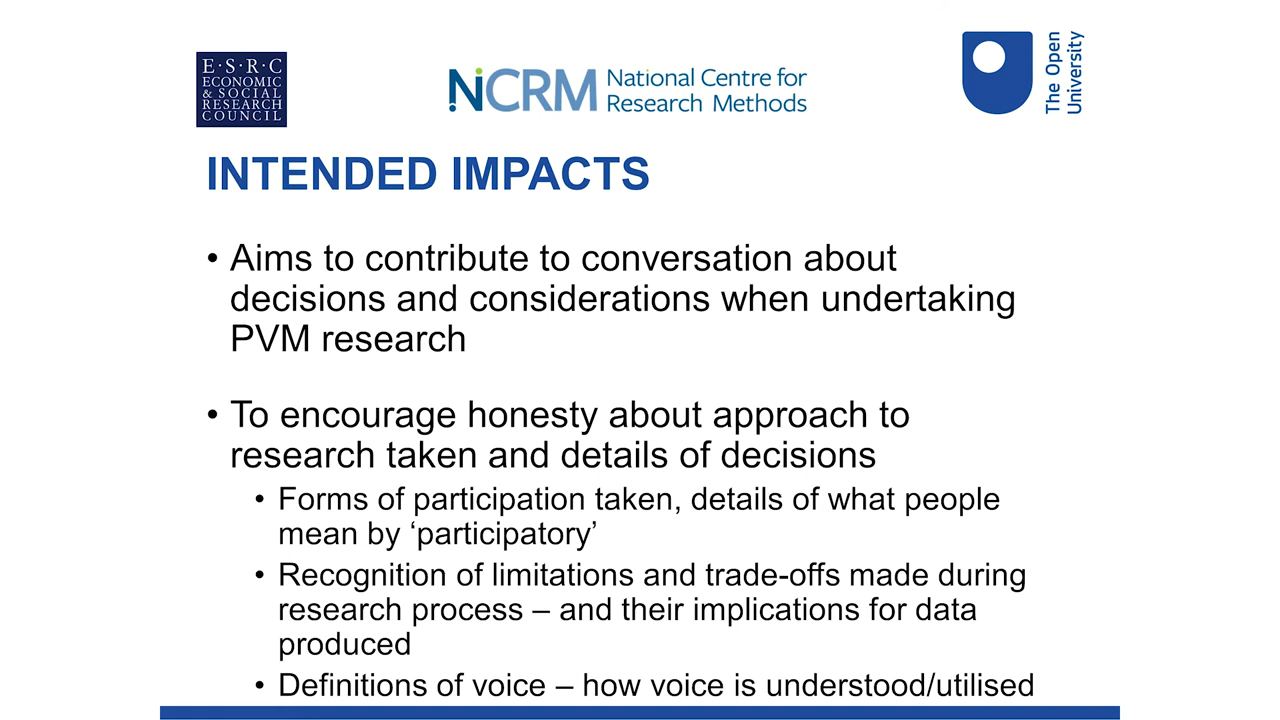 E·S·R·C
ECONOMIC
& SOCIAL
RESEARCH
COUNCIL
NCRM National Centre for
Research Methods
The Open
University
INTENDED IMPACTS
• Aims to contribute to conversation about
decisions and considerations when undertaking
PVM research
• To encourage honesty about approach to
research taken and details of decisions
• Forms of participation taken, details of what people
mean by ‘participatory’
• Recognition of limitations and trade-offs made during
research process – and their implications for data
produced
• Definitions of voice – how voice is understood/utilised